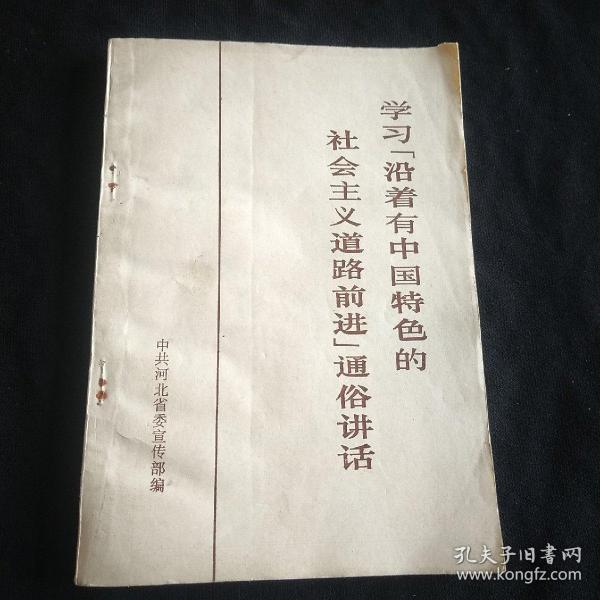 学习「沿着有中国特色的
社会主义道路前进」通俗讲话
中共河北省委宣传部编
孔夫子旧书网
www.kongfz.com